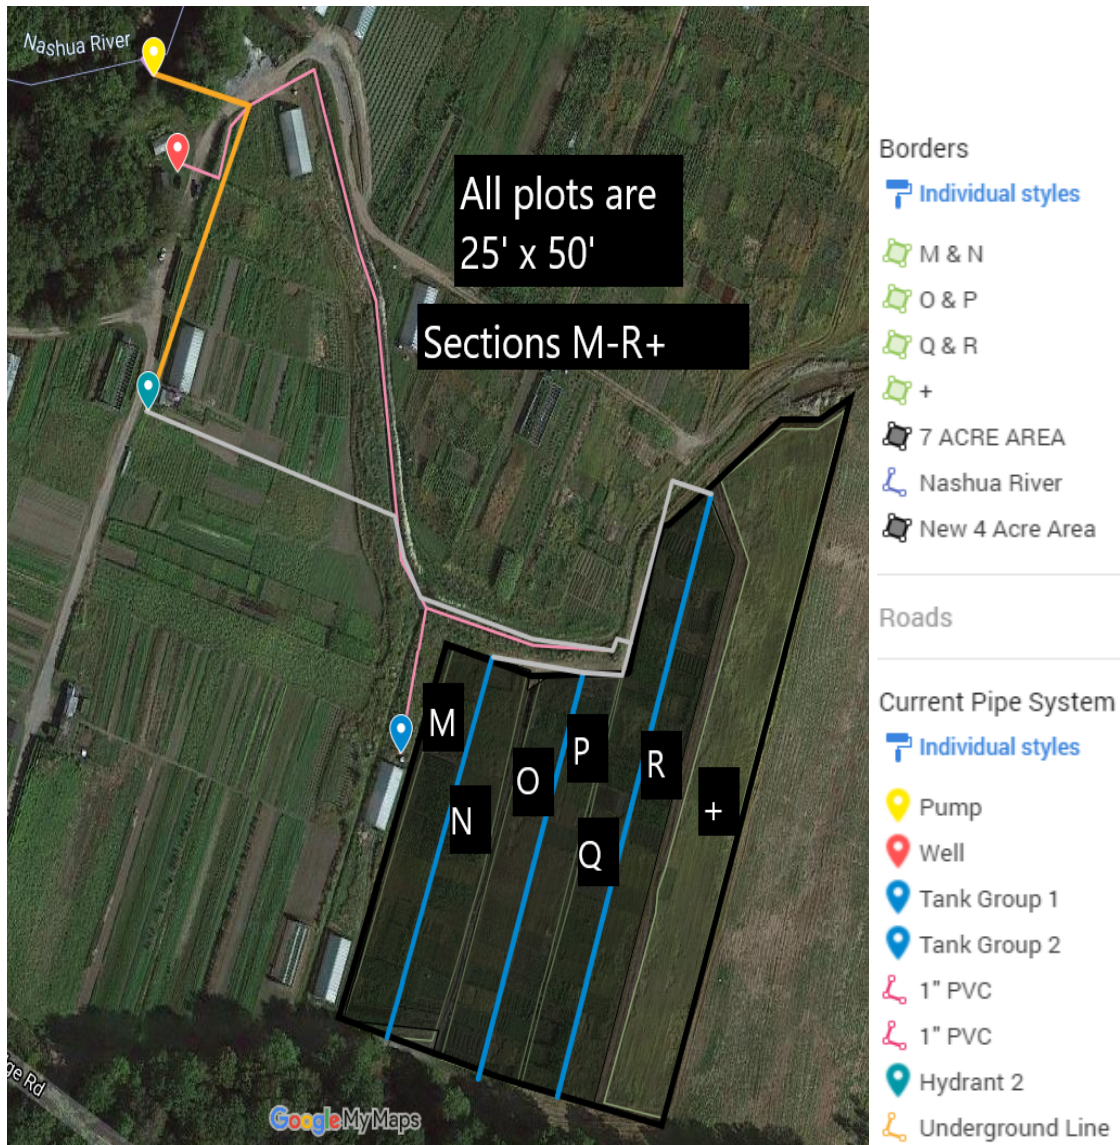 Nashua River
All plots are
25' x 50'
Sections M-R+
M
N
O
P
Q
R
+
Google My Maps
Borders
Individual styles
M & N
O & P
Q & R
+
7 ACRE AREA
Nashua River
New 4 Acre Area
Roads
Current Pipe System
Individual styles
Pump
Well
Tank Group 1
Tank Group 2
1" PVC
1" PVC
Hydrant 2
Underground Line